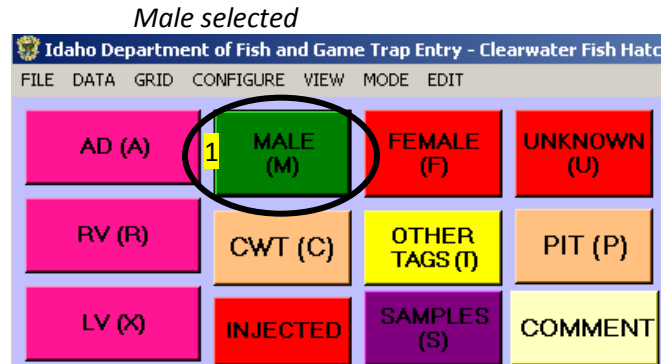 Male selected
Idaho Department of Fish and Game Trap Entry - Clearwater Fish Hatc
FILE DATA GRID CONFIGURE VIEW MODE EDIT
AD (A) 1 MALE (M) FEMALE (F) UNKNOWN (U)
RV (R) CWT (C) OTHER TAGS (T) PIT (P)
LV (X) INJECTED SAMPLES (S) COMMENT